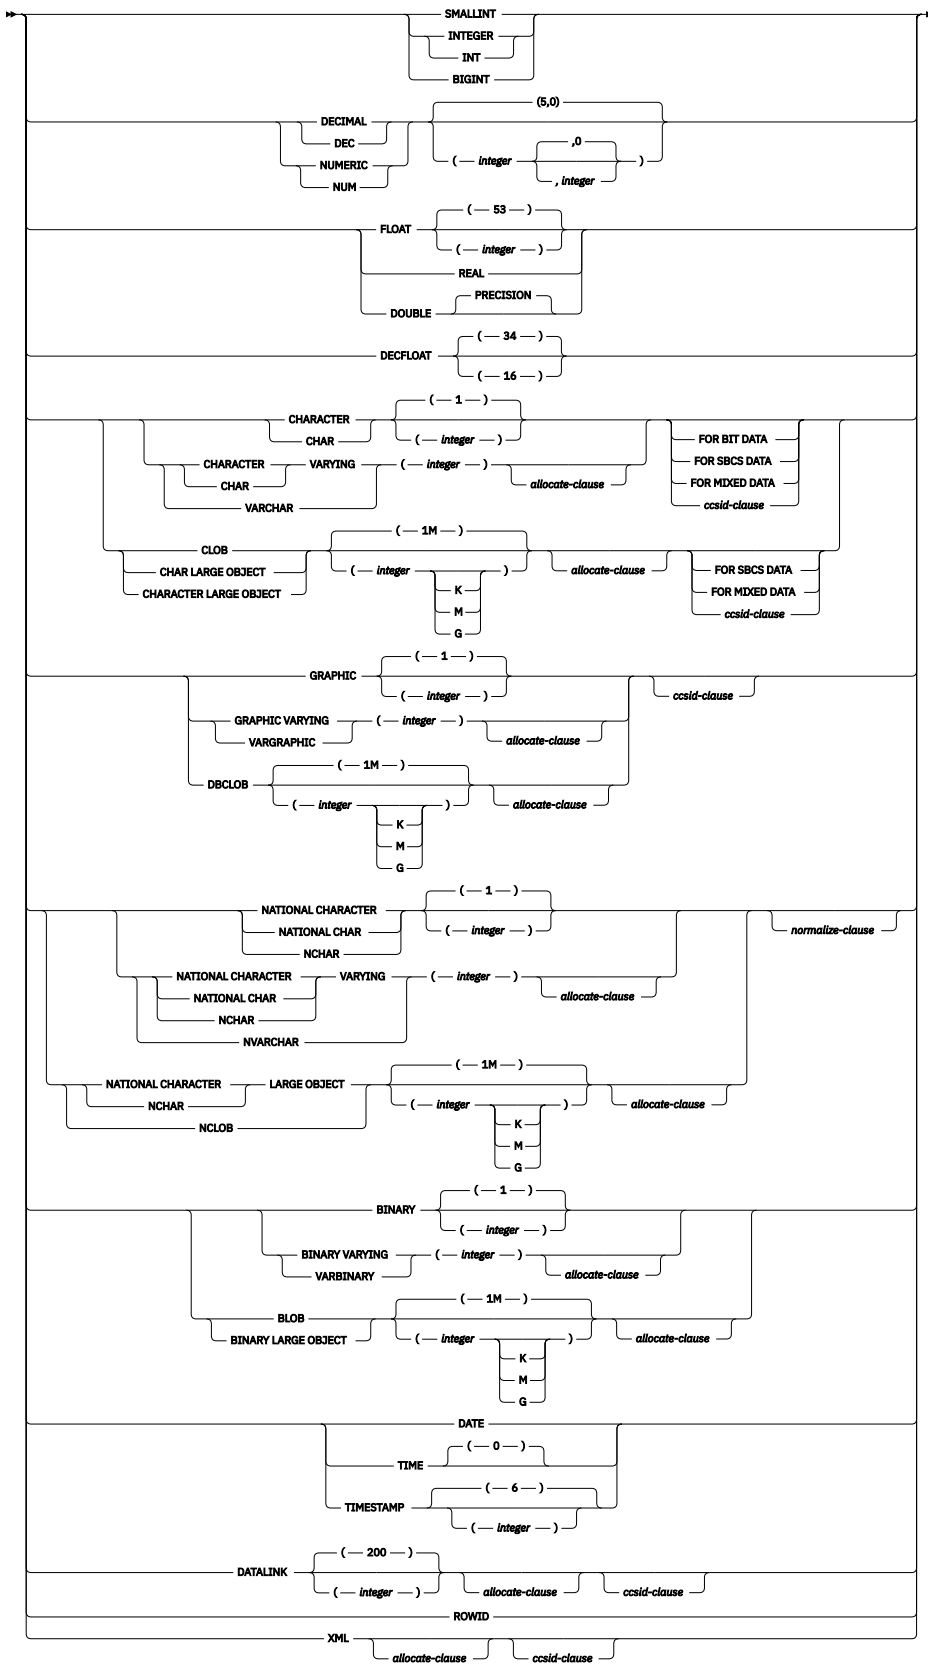 SMALLINT
INTEGER
INT
BIGINT
(5,0)
DECIMAL
DEC
,0
( integer )
NUMERIC
, integer
NUM
( 53 )
FLOAT
( integer )
REAL
PRECISION
DOUBLE
( 34 )
DECFLOAT
( 16 )
( 1 )
CHARACTER
CHAR ( integer ) FOR BIT DATA
CHARACTER VARYING ( integer ) FOR SBCS DATA
CHAR allocate-clause FOR MIXED DATA
VARCHAR ccsid-clause
( 1M )
CLOB
CHAR LARGE OBJECT ( integer ) allocate-clause FOR SBCS DATA
CHARACTER LARGE OBJECT K FOR MIXED DATA
M ccsid-clause
G
( 1 )
GRAPHIC
( integer ) ccsid-clause
GRAPHIC VARYING ( integer )
VARGRAPHIC allocate-clause
( 1M )
DBCLOB
( integer ) allocate-clause
K
M
G
( 1 )
NATIONAL CHARACTER
NATIONAL CHAR ( integer ) normalize-clause
NCHAR
NATIONAL CHARACTER VARYING ( integer )
NATIONAL CHAR allocate-clause
NCHAR
NVARCHAR
( 1M )
NATIONAL CHARACTER LARGE OBJECT
NCHAR ( integer ) allocate-clause
NCLOB K
M
G
( 1 )
BINARY
( integer )
BINARY VARYING ( integer )
VARBINARY allocate-clause
( 1M )
BLOB
BINARY LARGE OBJECT ( integer ) allocate-clause
K
M
G
DATE
( 0 )
TIME
( 6 )
TIMESTAMP
( integer )
( 200 )
DATALINK
( integer ) allocate-clause ccsid-clause
ROWID
XML
allocate-clause ccsid-clause